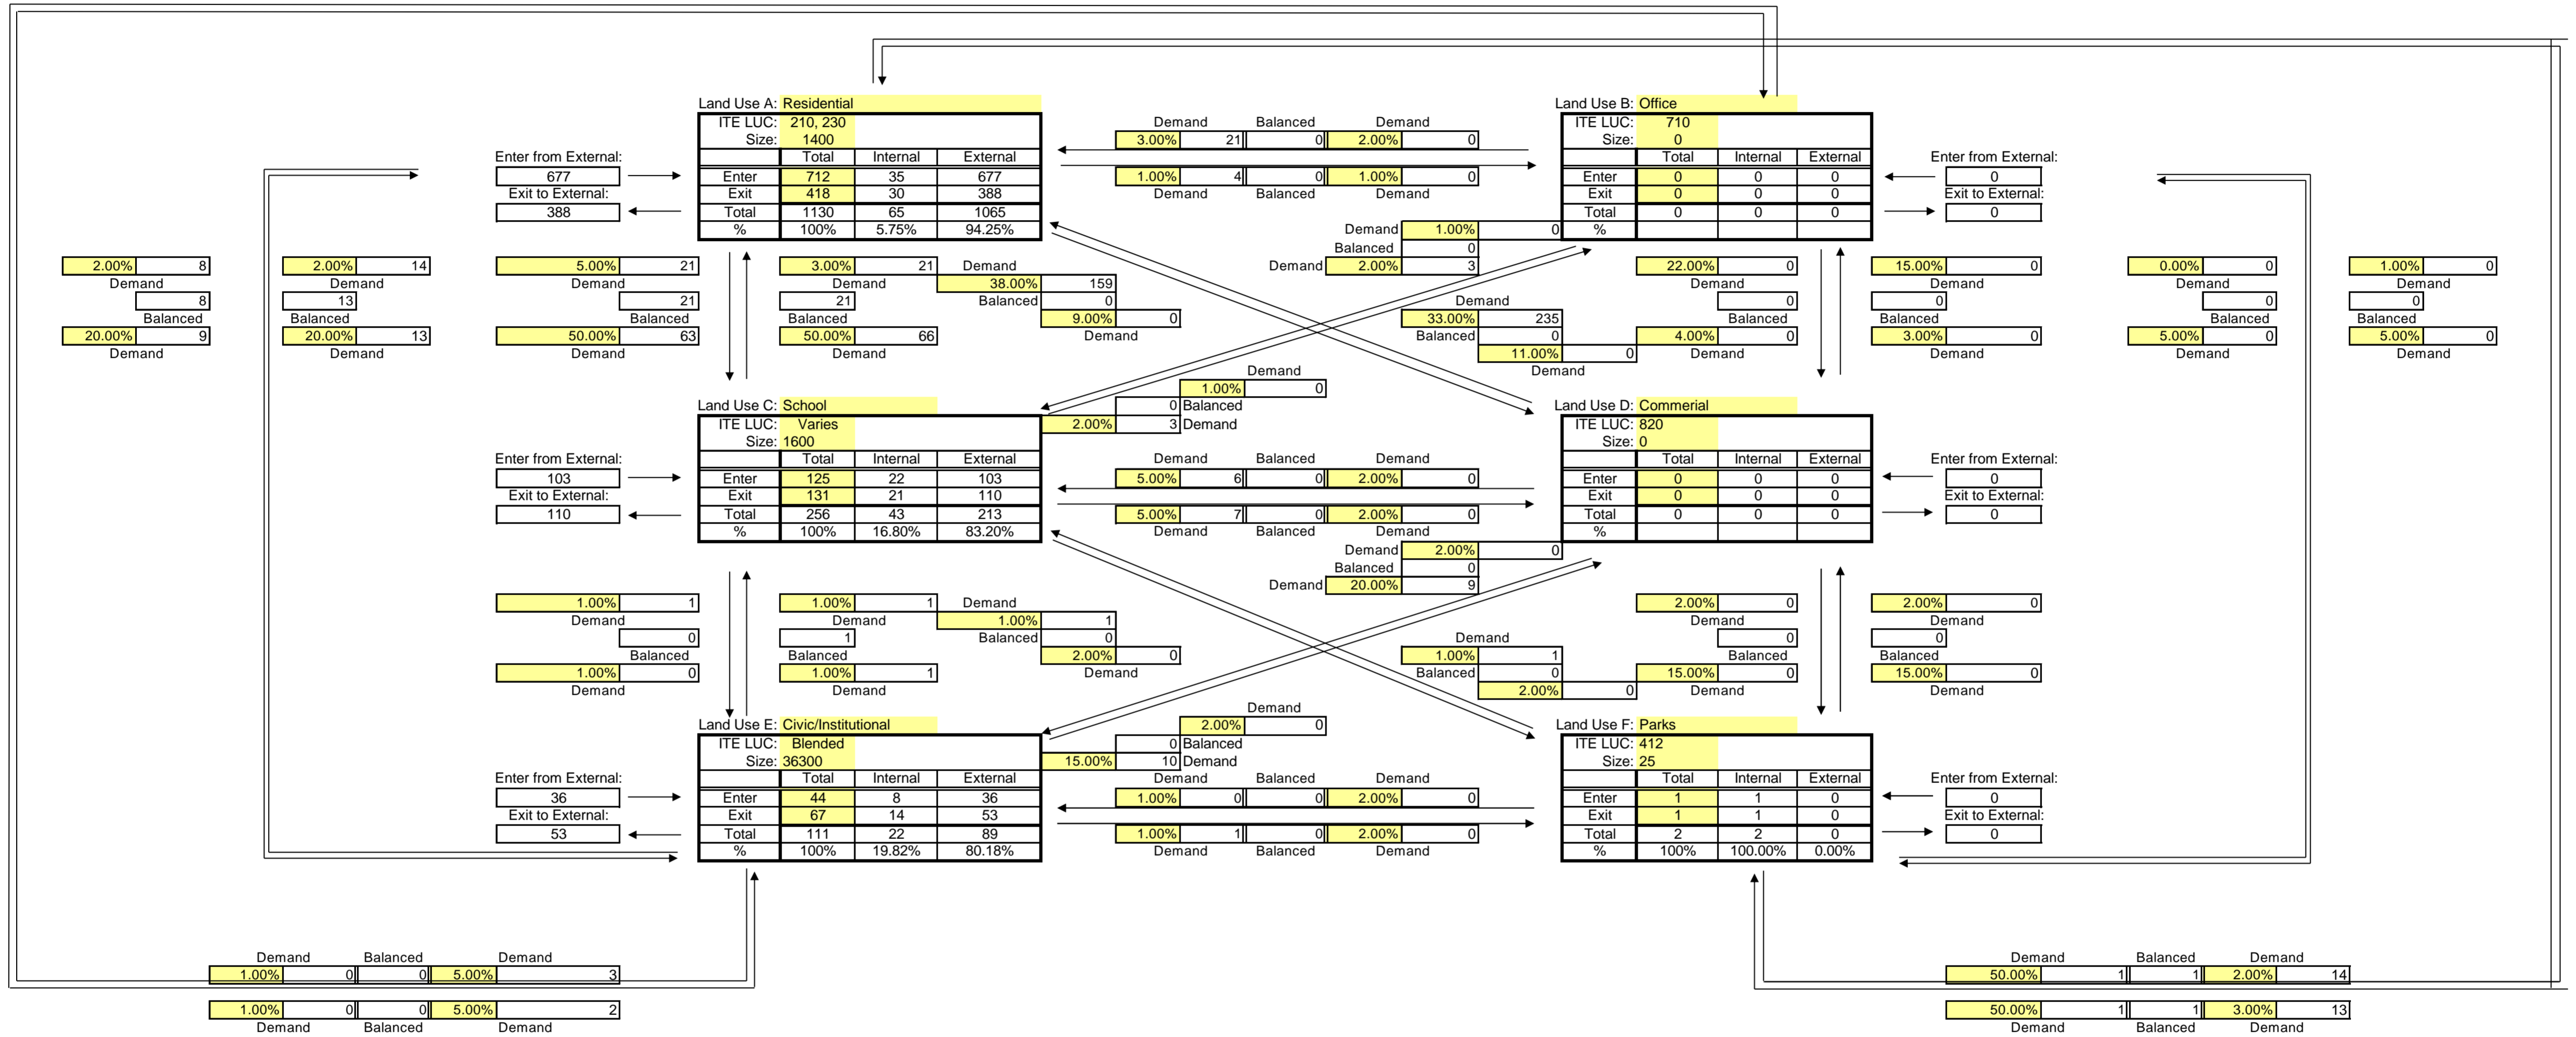 Land Use A: Residential
ITE LUC: 210, 230
Size: 1400
Total Internal External
Enter 712 35 677
Exit 418 30 388
Total 1130 65 1065
% 100% 5.75% 94.25%
Enter from External:
677
Exit to External:
388
Demand Balanced Demand
3.00% 21 0 2.00% 0
1.00% 4 0 1.00% 0
Demand Balanced Demand
Land Use B: Office
ITE LUC: 710
Size: 0
Total Internal External
Enter 0 0 0
Exit 0 0 0
Total 0 0 0
%
Enter from External:
0
Exit to External:
0
Demand 1.00% 0
Balanced 0
Demand 2.00% 3
2.00% 8
Demand
8
Balanced
20.00% 9
Demand
2.00% 14
Demand
13
Balanced
20.00% 13
Demand
5.00% 21
Demand
21
Balanced
50.00% 63
Demand
3.00% 21
Demand
21
Balanced
50.00% 66
Demand
Demand
38.00% 159
Balanced 0
9.00% 0
Demand
Demand
33.00% 235
Balanced 0
11.00% 0
Demand
22.00% 0
Demand
0
Balanced
4.00% 0
Demand
15.00% 0
Demand
0
Balanced
3.00% 0
Demand
0.00% 0
Demand
0
Balanced
5.00% 0
Demand
1.00% 0
Demand
0
Balanced
5.00% 0
Demand
Demand
1.00% 0
0 Balanced
2.00% 3 Demand
Land Use C: School
ITE LUC: Varies
Size: 1600
Total Internal External
Enter 125 22 103
Exit 131 21 110
Total 256 43 213
% 100% 16.80% 83.20%
Enter from External:
103
Exit to External:
110
Demand Balanced Demand
5.00% 6 0 2.00% 0
5.00% 7 0 2.00% 0
Demand Balanced Demand
Land Use D: Commerial
ITE LUC: 820
Size: 0
Total Internal External
Enter 0 0 0
Exit 0 0 0
Total 0 0 0
%
Enter from External:
0
Exit to External:
0
Demand 2.00% 0
Balanced 0
Demand 20.00% 9
1.00% 1
Demand
0
Balanced
1.00% 0
Demand
1.00% 1
Demand
1
Balanced
1.00% 1
Demand
Demand
1.00% 1
Balanced 0
2.00% 0
Demand
Demand
1.00% 1
Balanced 0
2.00% 0
2.00% 0
Demand
0
Balanced
15.00% 0
Demand
2.00% 0
Demand
0
Balanced
15.00% 0
Demand
Demand
2.00% 0
0 Balanced
15.00% 10 Demand
Land Use E: Civic/Institutional
ITE LUC: Blended
Size: 36300
Total Internal External
Enter 44 8 36
Exit 67 14 53
Total 111 22 89
% 100% 19.82% 80.18%
Enter from External:
36
Exit to External:
53
Demand Balanced Demand
1.00% 0 0 2.00% 0
1.00% 1 0 2.00% 0
Demand Balanced Demand
Land Use F: Parks
ITE LUC: 412
Size: 25
Total Internal External
Enter 1 1 0
Exit 1 1 0
Total 2 2 0
% 100% 100.00% 0.00%
Enter from External:
0
Exit to External:
0
Demand Balanced Demand
1.00% 0 0 5.00% 3
1.00% 0 0 5.00% 2
Demand Balanced Demand
Demand Balanced Demand
50.00% 1 1 2.00% 14
50.00% 1 1 3.00% 13
Demand Balanced Demand